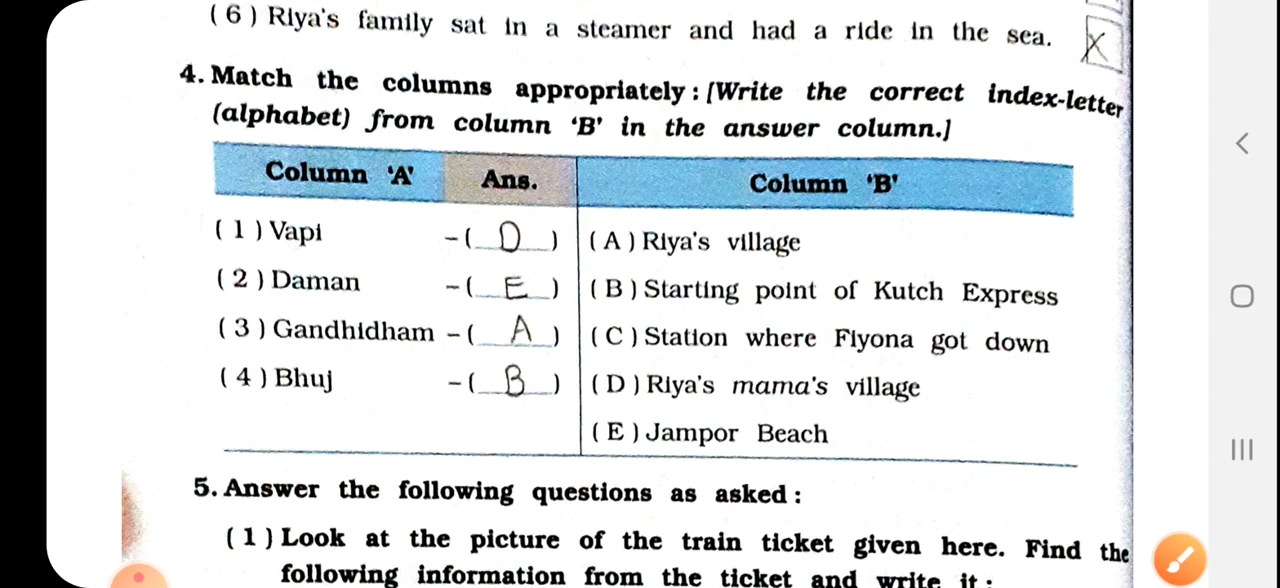 ( 6 ) Riya's family sat in a steamer and had a ride in the sea. X
4. Match the columns appropriately : [Write the correct index-letter
(alphabet) from column 'B' in the answer column.]
Column 'A' Ans. Column 'B'
( 1 ) Vapi - ( D ) ( A ) Riya's village
( 2 ) Daman - ( E ) ( B ) Starting point of Kutch Express
( 3 ) Gandhidham - ( A ) ( C ) Station where Fiyona got down
( 4 ) Bhuj - ( B ) ( D ) Riya's mama's village
( E ) Jampor Beach
5. Answer the following questions as asked :
( 1 ) Look at the picture of the train ticket given here. Find the
following information from the ticket and write it :